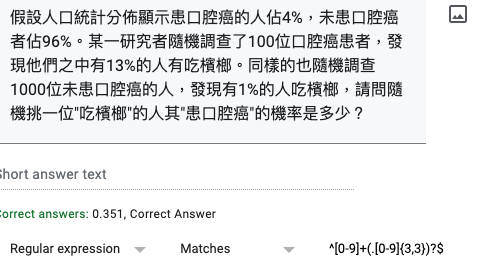 假設人口統計分佈顯示患口腔癌的人佔4%，未患口腔癌
者佔96%。某一研究者隨機調查了100位口腔癌患者，發
現他們之中有13%的人有吃檳榔。同樣的也隨機調查
1000位未患口腔癌的人，發現有1%的人吃檳榔，請問隨
機挑一位"吃檳榔"的人其"患口腔癌"的機率是多少？
Short answer text
Correct answers: 0.351, Correct Answer
Regular expression Matches ^[0-9]+(.[0-9]{3,3})?$